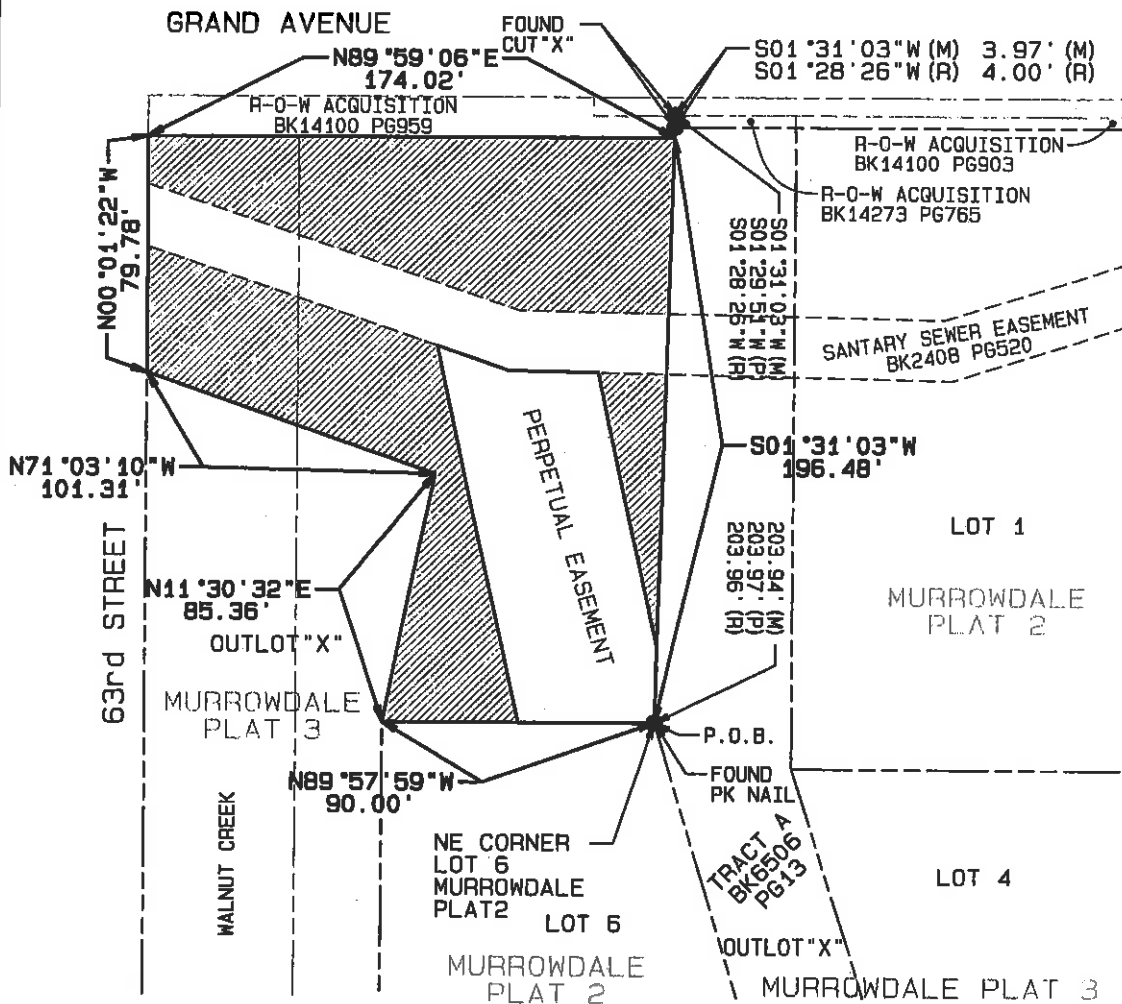 GRAND AVENUE
FOUND
CUT"X"
N89°59'06"E
174.02'
S01°31'03"W (M) 3.97' (M)
S01°28'26"W (R) 4.00' (R)
R-O-W ACQUISITION
BK14100 PG959
R-O-W ACQUISITION
BK14100 PG903
R-O-W ACQUISITION
BK14273 PG765
N00°01'22"W
79.78'
S01°31'03"W (M)
S01°29'51"W (P)
S01°28'26"W (R)
SANTARY SEWER EASEMENT
BK2408 PG520
PERPETUAL EASEMENT
S01°31'03"W
196.48'
N71°03'10"W
101.31'
203.94' (M)
203.97' (P)
203.96' (R)
LOT 1
MURROWDALE
PLAT 2
63rd STREET
N11°30'32"E
85.36'
OUTLOT"X"
MURROWDALE
PLAT 3
P.O.B.
FOUND
PK NAIL
N89°57'59"W
90.00'
WALNUT CREEK
NE CORNER
LOT 6
MURROWDALE
PLAT2
LOT 6
MURROWDALE
PLAT 2
TRACT A
BK6506
PG13
LOT 4
OUTLOT"X"
MURROWDALE PLAT 3